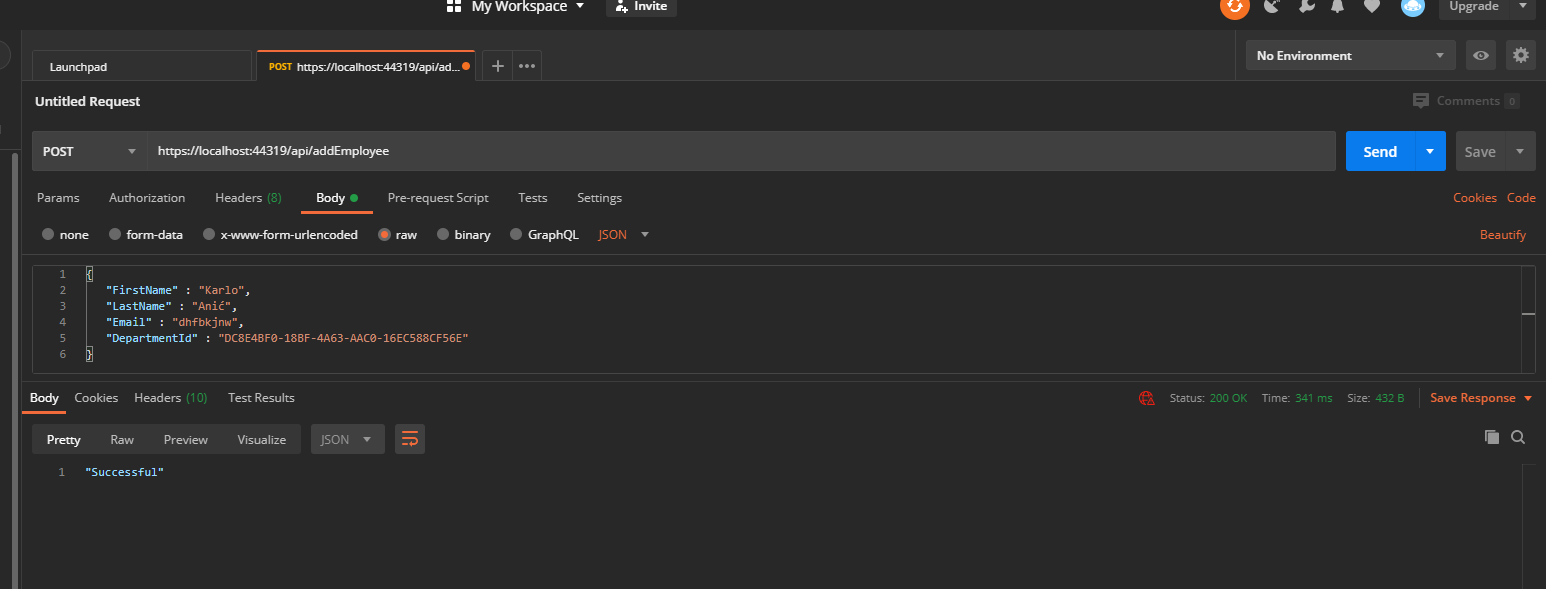 My Workspace Invite Upgrade
Launchpad POST https://localhost:44319/api/ad... No Environment
Untitled Request Comments 0
POST https://localhost:44319/api/addEmployee Send Save
Params Authorization Headers (8) Body Pre-request Script Tests Settings Cookies Code
none form-data x-www-form-urlencoded raw binary GraphQL JSON Beautify
1 {
2 "FirstName" : "Karlo",
3 "LastName" : "Anić",
4 "Email" : "dhfbkjnw",
5 "DepartmentId" : "DC8E4BF0-18BF-4A63-AAC0-16EC588CF56E"
6 }
Body Cookies Headers (10) Test Results Status: 200 OK Time: 341 ms Size: 432 B Save Response
Pretty Raw Preview Visualize JSON
1 "Successful"